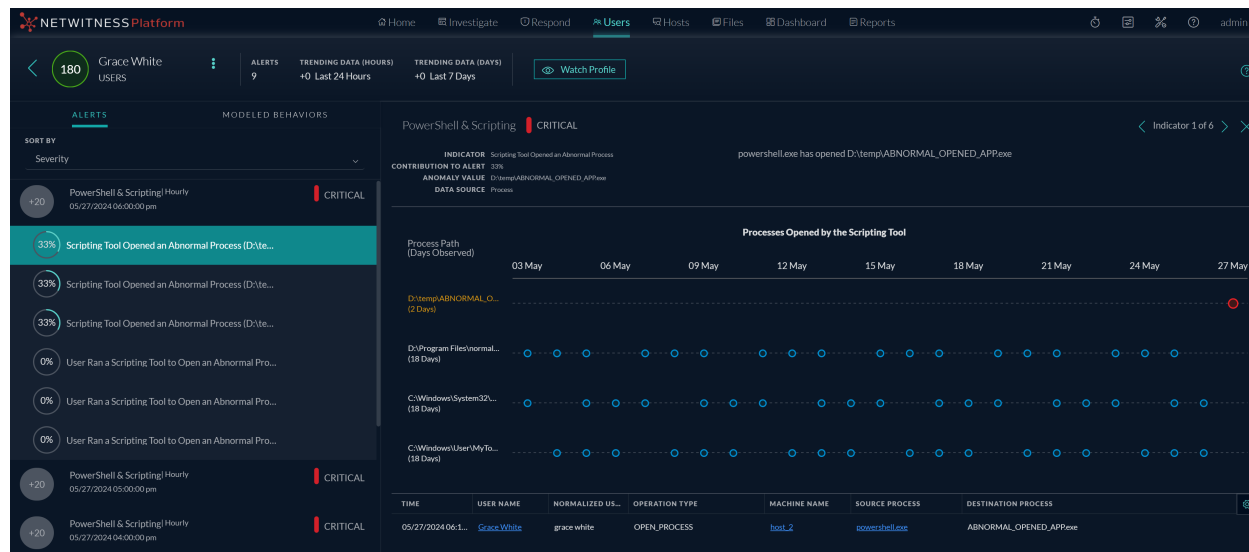 NETWITNESS Platform
Home Investigate Respond Users Hosts Files Dashboard Reports admin
180
Grace White
USERS
ALERTS
9
TRENDING DATA (HOURS)
+0 Last 24 Hours
TRENDING DATA (DAYS)
+0 Last 7 Days
Watch Profile
ALERTS MODELED BEHAVIORS
SORT BY
Severity
+20
PowerShell & Scripting| Hourly
05/27/2024 06:00:00 pm
CRITICAL
33% Scripting Tool Opened an Abnormal Process (D:\te...
33% Scripting Tool Opened an Abnormal Process (D:\te...
33% Scripting Tool Opened an Abnormal Process (D:\te...
0% User Ran a Scripting Tool to Open an Abnormal Pro...
0% User Ran a Scripting Tool to Open an Abnormal Pro...
0% User Ran a Scripting Tool to Open an Abnormal Pro...
+20
PowerShell & Scripting| Hourly
05/27/2024 05:00:00 pm
CRITICAL
+20
PowerShell & Scripting| Hourly
05/27/2024 04:00:00 pm
CRITICAL
PowerShell & Scripting CRITICAL
Indicator 1 of 6
INDICATOR Scripting Tool Opened an Abnormal Process
CONTRIBUTION TO ALERT 33%
ANOMALY VALUE D:\temp\ABNORMAL_OPENED_APP.exe
DATA SOURCE Process
powershell.exe has opened D:\temp\ABNORMAL_OPENED_APP.exe
Processes Opened by the Scripting Tool
Process Path
(Days Observed)
03 May 06 May 09 May 12 May 15 May 18 May 21 May 24 May 27 May
D:\temp\ABNORMAL_O...
(2 Days)
D:\Program Files\normal...
(18 Days)
C:\Windows\System32\...
(18 Days)
C:\Windows\User\MyTo...
(18 Days)
TIME USER NAME NORMALIZED US... OPERATION TYPE MACHINE NAME SOURCE PROCESS DESTINATION PROCESS
05/27/2024 06:1... Grace White grace white OPEN_PROCESS host_2 powershell.exe ABNORMAL_OPENED_APP.exe